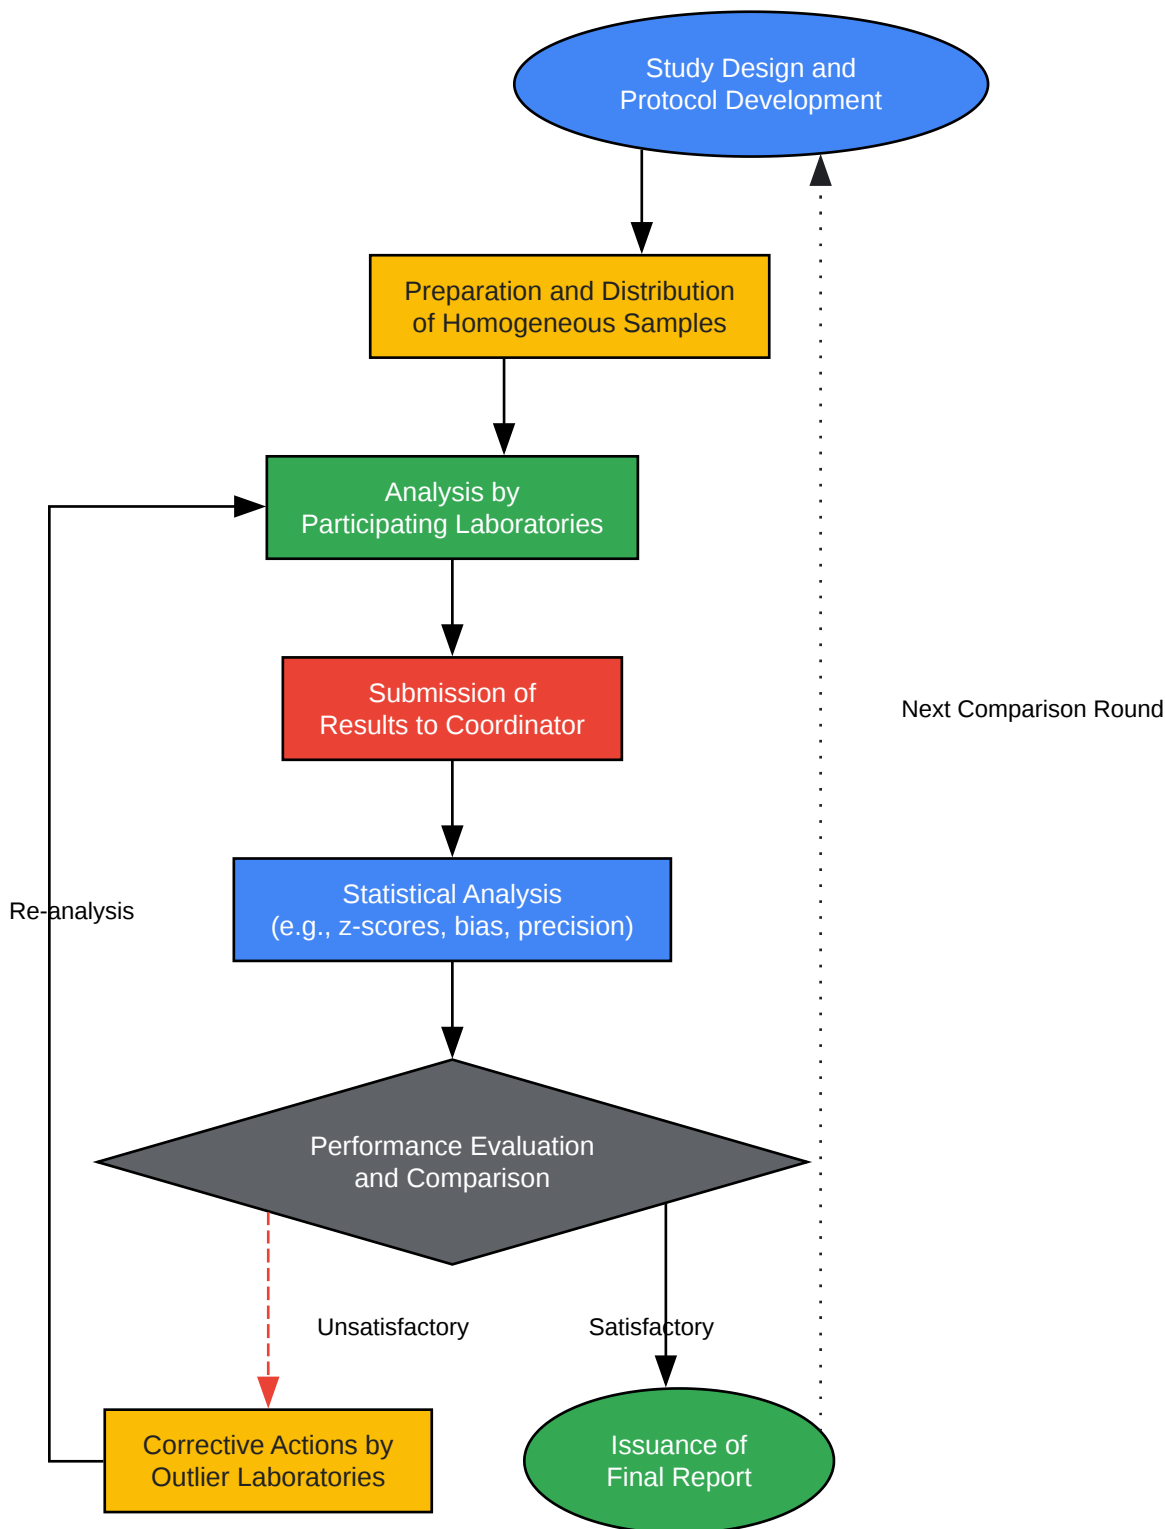 Study Design and
Protocol Development
Preparation and Distribution
of Homogeneous Samples
Analysis by
Participating Laboratories
Submission of
Results to Coordinator
Next Comparison Round
Statistical Analysis
(e.g., z-scores, bias, precision)
Re-analysis
Performance Evaluation
and Comparison
Unsatisfactory
Satisfactory
Corrective Actions by
Outlier Laboratories
Issuance of
Final Report